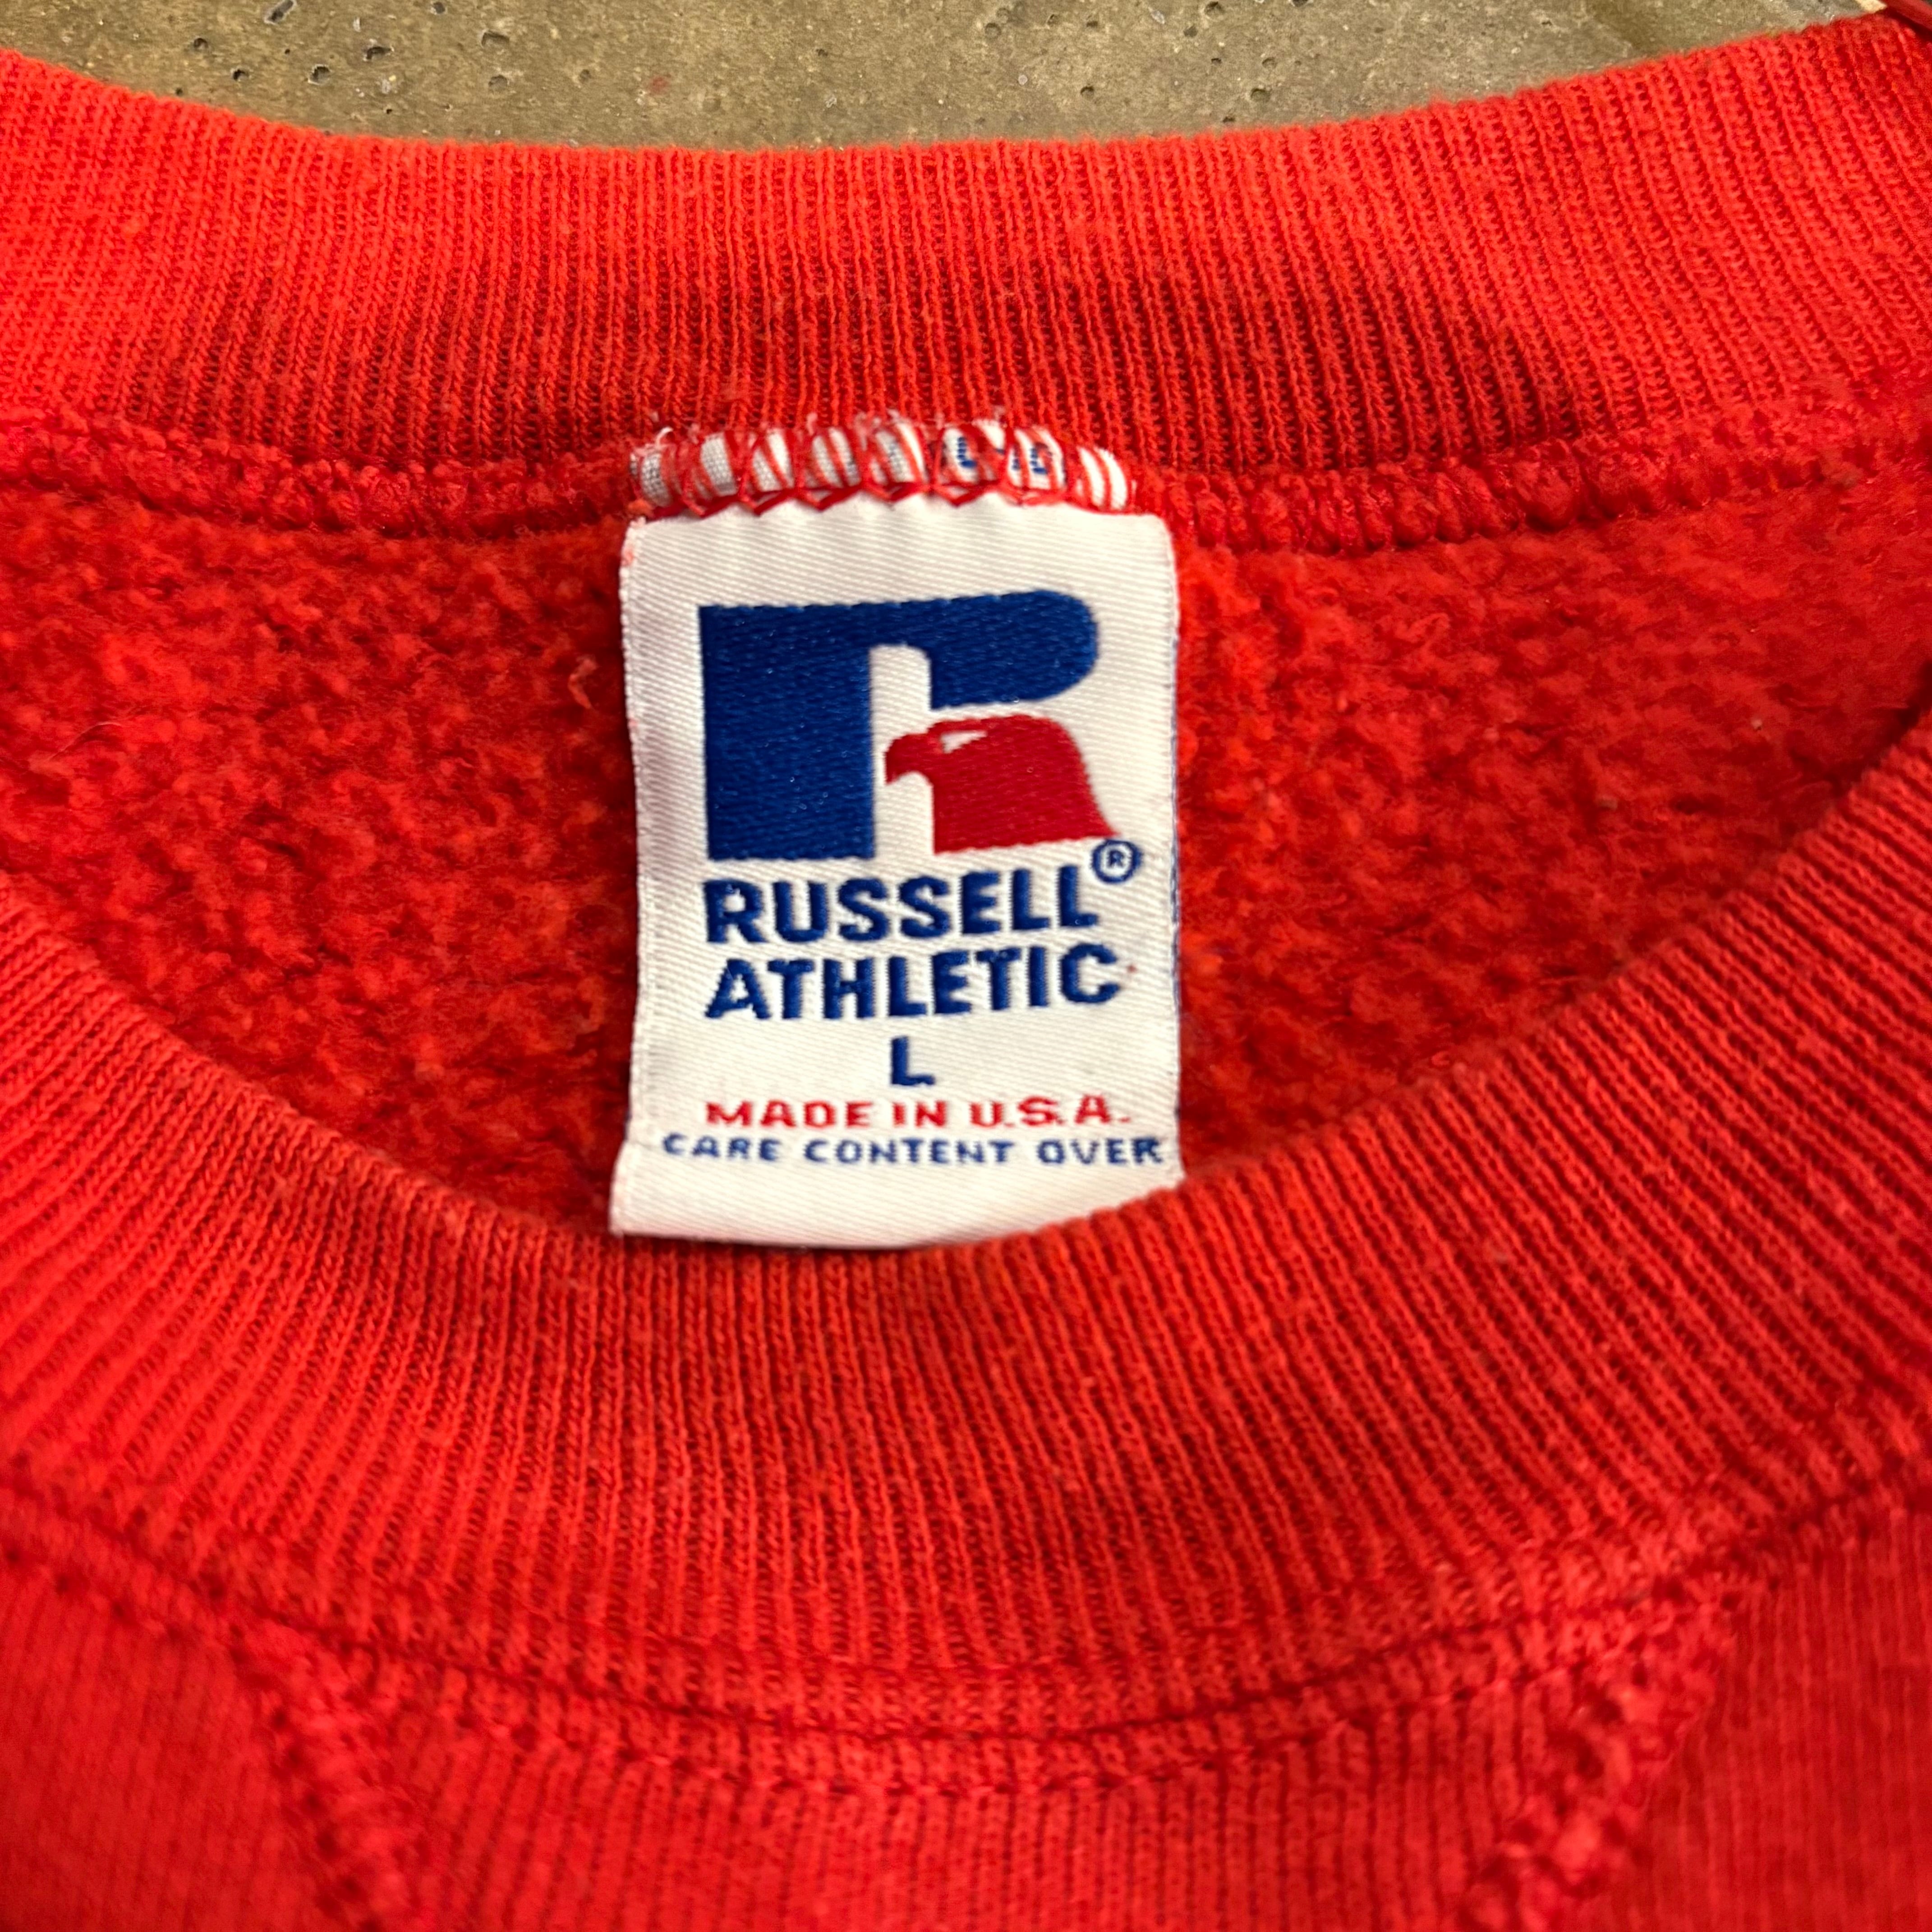 R
RUSSELL®
ATHLETIC
L
MADE IN U.S.A.
CARE CONTENT OVER